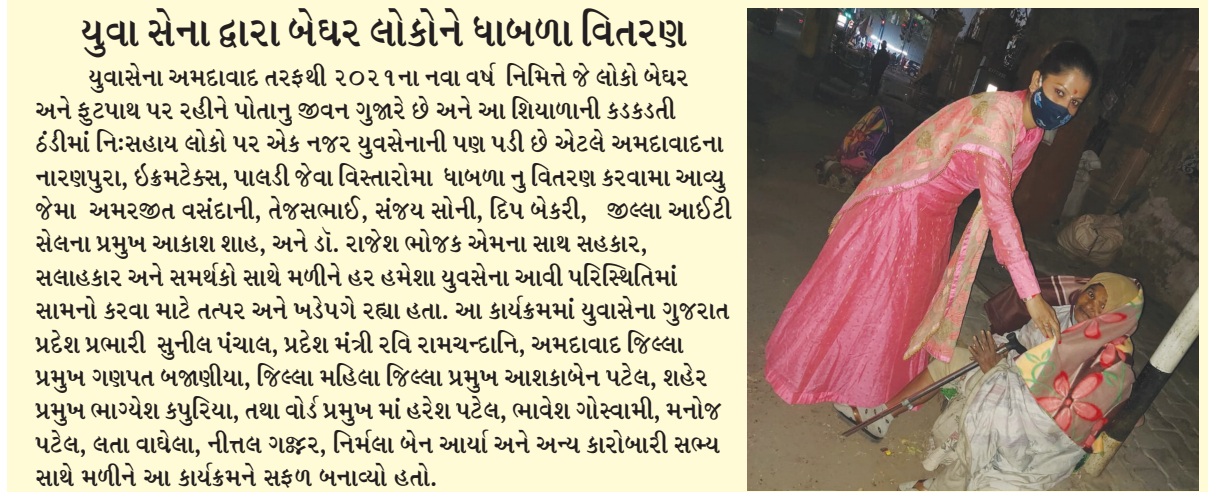 યુવા સેના દ્વારા બેઘર લોકોને ધાબળા વિતરણ
યુવાસેના અમદાવાદ તરફથી ૨૦૨૧ના નવા વર્ષ નિમિત્તે જે લોકો બેઘર
અને ફુટપાથ પર રહીને પોતાનુ જીવન ગુજારે છે અને આ શિયાળાની કડકડતી
ઠંડીમાં નિઃસહાય લોકો પર એક નજર યુવસેનાની પણ પડી છે એટલે અમદાવાદના
નારણપુરા, ઇક્રમટેક્સ, પાલડી જેવા વિસ્તારોમા ધાબળા નુ વિતરણ કરવામા આવ્યુ
જેમા અમરજીત વસંદાની, તેજસભાઈ, સંજય સોની, દિપ બેકરી, જીલ્લા આઈટી
સેલના પ્રમુખ આકાશ શાહ, અને ડૉ. રાજેશ ભોજક એમના સાથ સહકાર,
સલાહકાર અને સમર્થકો સાથે મળીને હર હમેશા યુવસેના આવી પરિસ્થિતિમાં
સામનો કરવા માટે તત્પર અને ખડેપગે રહ્યા હતા. આ કાર્યક્રમમાં યુવાસેના ગુજરાત
પ્રદેશ પ્રભારી સુનીલ પંચાલ, પ્રદેશ મંત્રી રવિ રામચન્દાનિ, અમદાવાદ જિલ્લા
પ્રમુખ ગણપત બજાણીયા, જિલ્લા મહિલા જિલ્લા પ્રમુખ આશકાબેન પટેલ, શહેર
પ્રમુખ ભાગ્યેશ કપુરિયા, તથા વોર્ડ પ્રમુખ માં હરેશ પટેલ, ભાવેશ ગોસ્વામી, મનોજ
પટેલ, લતા વાઘેલા, નીત્તલ નિર્મલા બેન આર્યા અને અન્ય કારોબારી સભ્ય
સાથે મળીને આ કાર્યક્રમને સફળ બનાવ્યો હતો.